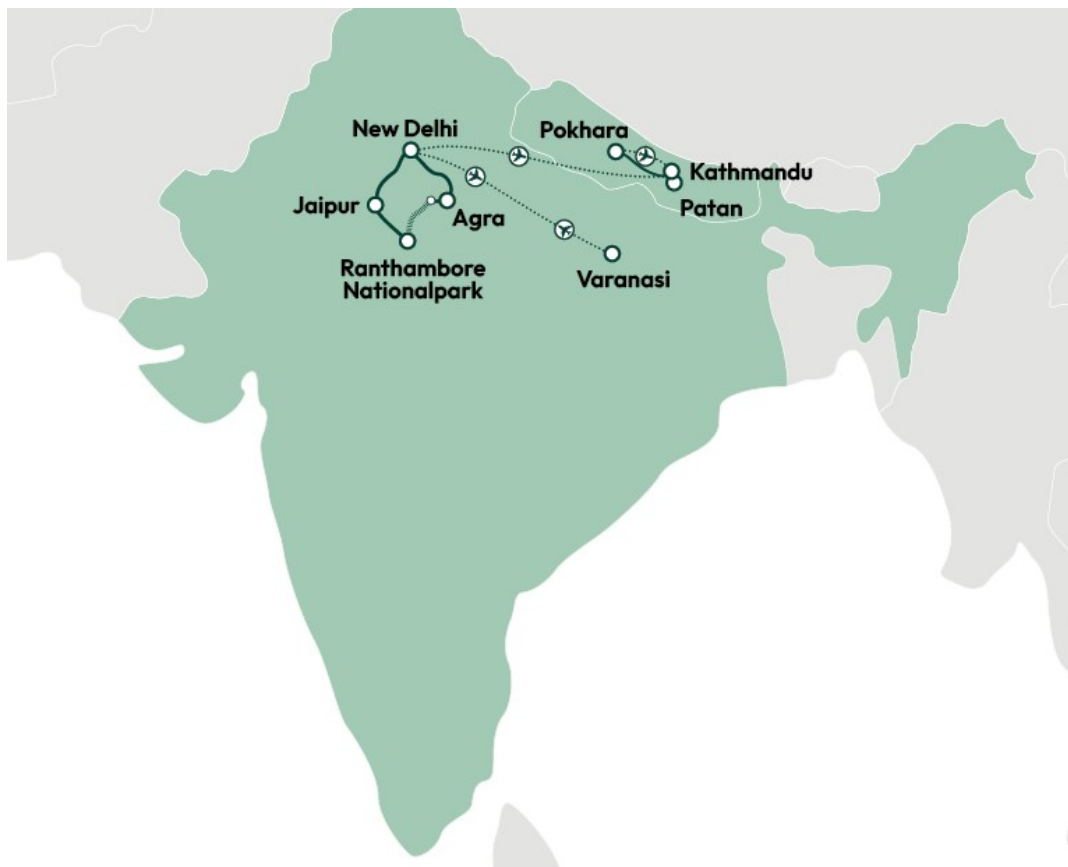 New Delhi
Pokhara
Kathmandu
Patan
Jaipur
Agra
Ranthambore
Nationalpark
Varanasi